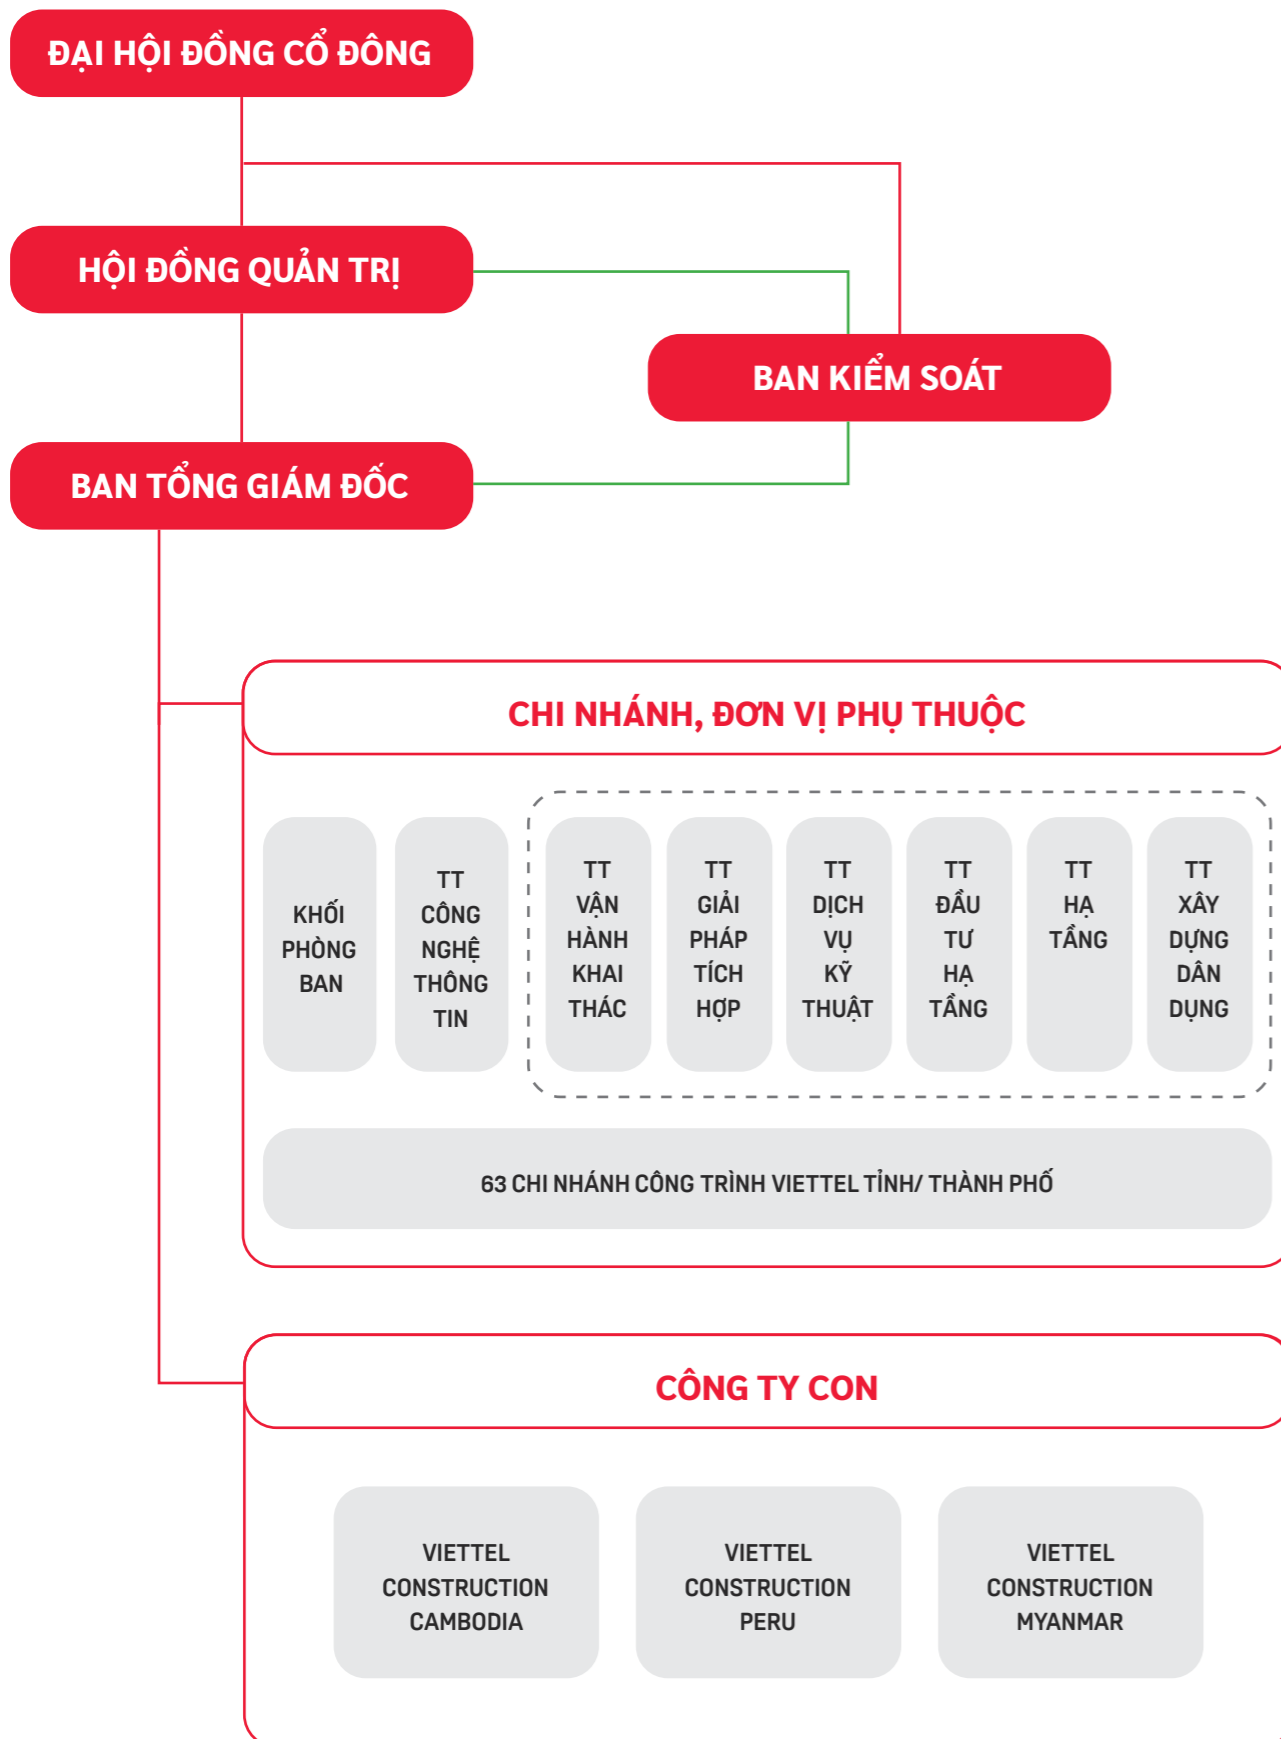 ĐẠI HỘI ĐỒNG CỔ ĐÔNG
HỘI ĐỒNG QUẢN TRỊ
BAN KIỂM SOÁT
BAN TỔNG GIÁM ĐỐC
CHI NHÁNH, ĐƠN VỊ PHỤ THUỘC
KHỐI
PHÒNG
BAN
TT
CÔNG
NGHỆ
THÔNG
TIN
TT
VẬN
HÀNH
KHAI
THÁC
TT
GIẢI
PHÁP
TÍCH
HỢP
TT
DỊCH
VỤ
KỸ
THUẬT
TT
ĐẦU
TƯ
HẠ
TẦNG
TT
HẠ
TẦNG
TT
XÂY
DỰNG
DÂN
DỤNG
63 CHI NHÁNH CÔNG TRÌNH VIETTEL TỈNH/ THÀNH PHỐ
CÔNG TY CON
VIETTEL
CONSTRUCTION
CAMBODIA
VIETTEL
CONSTRUCTION
PERU
VIETTEL
CONSTRUCTION
MYANMAR